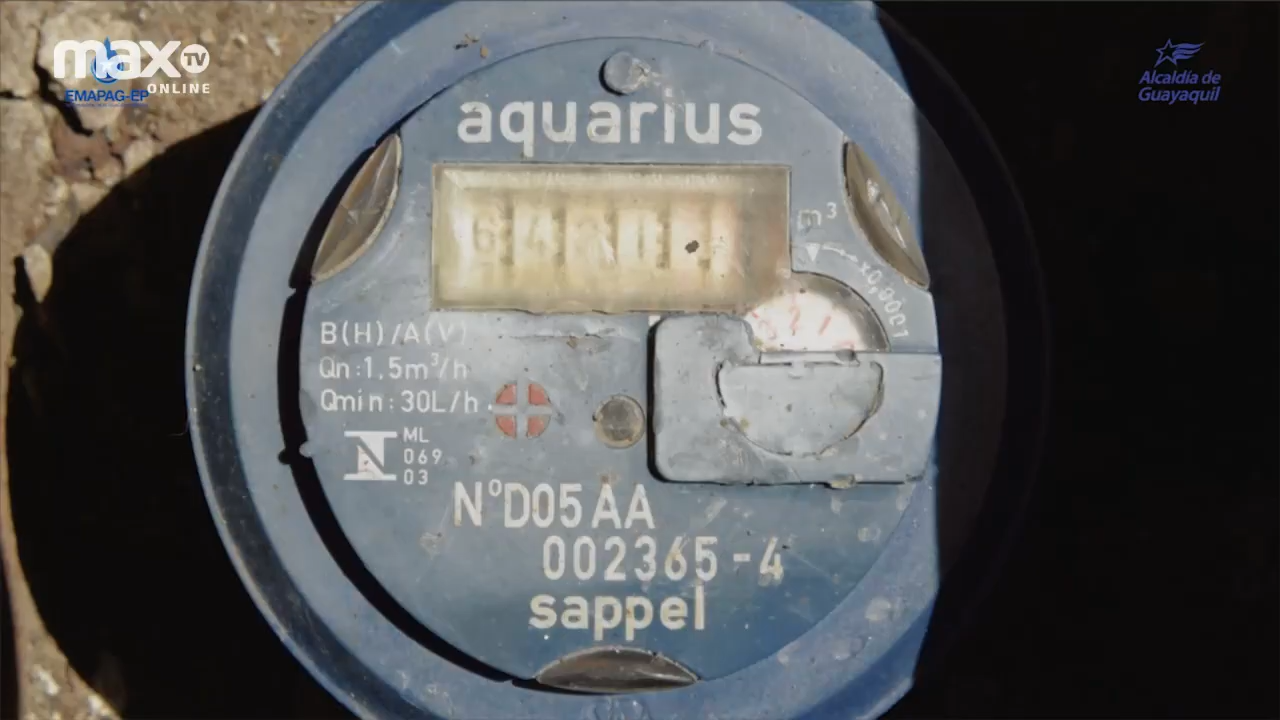 max TV
ONLINE
EMAPAG-EP
Alcaldía de
Guayaquil
aquarius
m³
x0,0001
B(H)/A(V)
Qn:1,5m³/h
Qmin:30L/h
ML
069
03
N°D05AA
002365-4
sappel